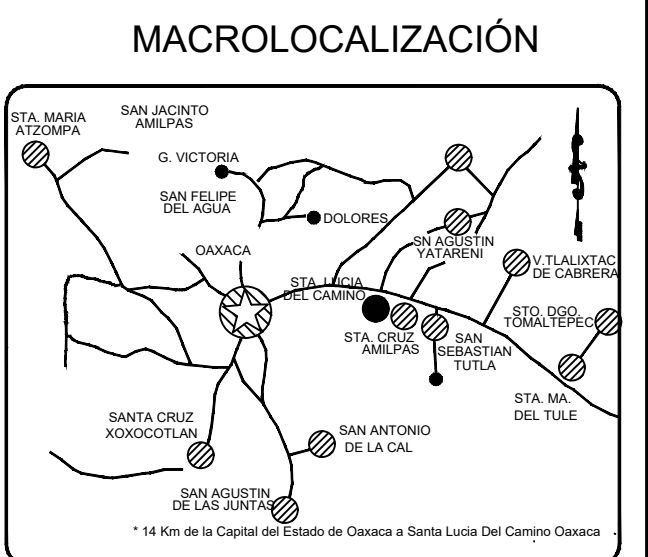 MACROLOCALIZACIÓN
STA. MARIA
ATZOMPA
SAN JACINTO
AMILPAS
G. VICTORIA
SAN FELIPE
DEL AGUA
DOLORES
OAXACA
SN AGUSTIN
YATARENI
V.TLALIXTAC
DE CABRERA
STA. LUCIA
DEL CAMINO
STO. DGO.
TOMALTEPEC
STA. CRUZ
AMILPAS
SAN
SEBASTIAN
TUTLA
STA. MA.
DEL TULE
SANTA CRUZ
XOXOCOTLAN
SAN ANTONIO
DE LA CAL
SAN AGUSTIN
DE LAS JUNTAS
* 14 Km de la Capital del Estado de Oaxaca a Santa Lucia Del Camino Oaxaca